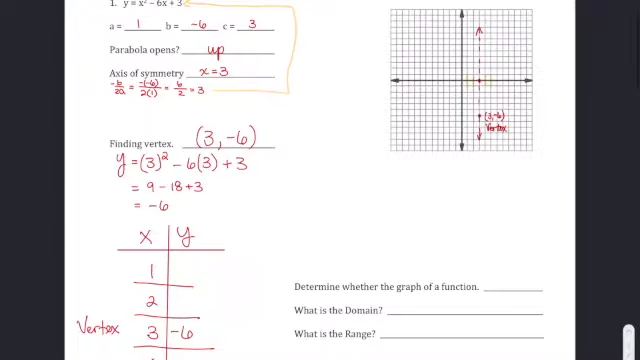 1. y = x² − 6x + 3
a = 1 b = −6 c = 3
Parabola opens? up
Axis of symmetry x = 3
-b/2a = -(-6)/2(1) = 6/2 = 3
(3,-6)
Vertex
Finding vertex. (3, −6)
y = (3)² − 6(3) + 3
= 9 − 18 + 3
= −6
x y
1
2
Vertex 3 −6
Determine whether the graph of a function.
What is the Domain?
What is the Range?